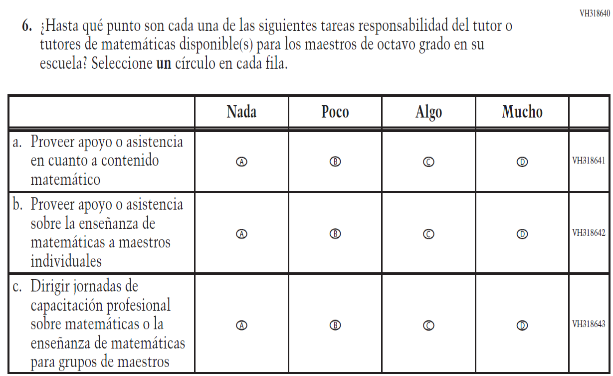 VH318640
6. ¿Hasta qué punto son cada una de las siguientes tareas responsabilidad del tutor o
tutores de matemáticas disponible(s) para los maestros de octavo grado en su
escuela? Seleccione un círculo en cada fila.
Nada Poco Algo Mucho
a. Proveer apoyo o asistencia
en cuanto a contenido
matemático
A B C D VH318641
b. Proveer apoyo o asistencia
sobre la enseñanza de
matemáticas a maestros
individuales
A B C D VH318642
c. Dirigir jornadas de
capacitación profesional
sobre matemáticas o la
enseñanza de matemáticas
para grupos de maestros
A B C D VH318643